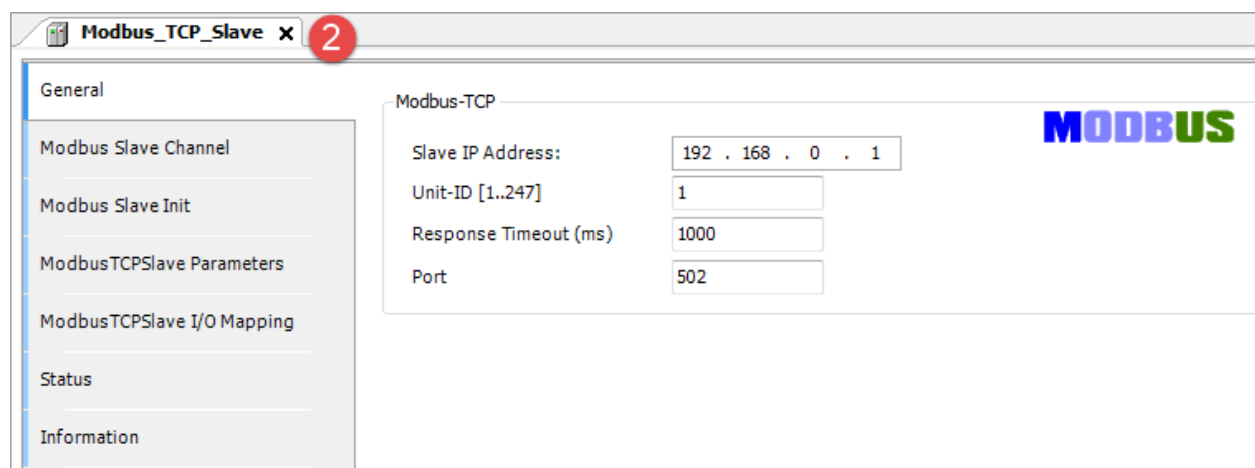 Modbus_TCP_Slave X
2
General
Modbus Slave Channel
Modbus Slave Init
ModbusTCPSlave Parameters
ModbusTCPSlave I/O Mapping
Status
Information
Modbus-TCP
MODBUS
Slave IP Address: 192 . 168 . 0 . 1
Unit-ID [1..247] 1
Response Timeout (ms) 1000
Port 502